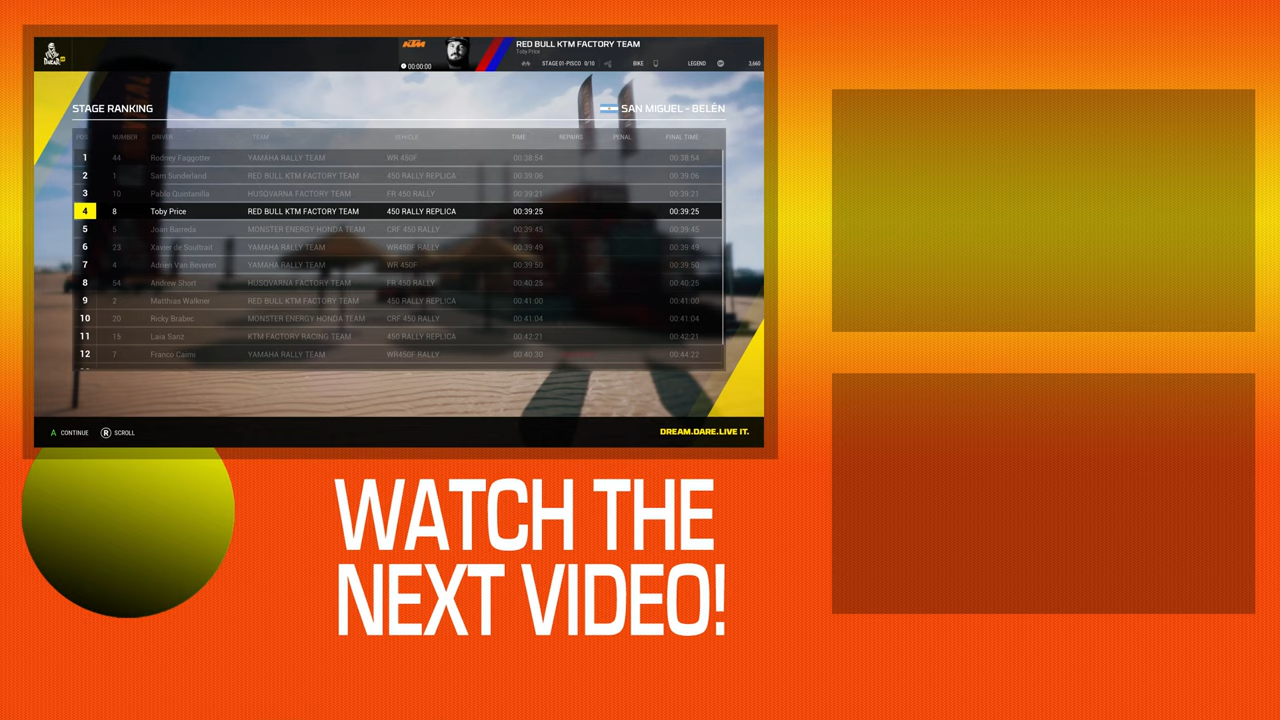 DAKAR 18
KTM
00:00:00
RED BULL KTM FACTORY TEAM
Toby Price
STAGE 01-PISCO 0/10 BIKE LEGEND 3,660
STAGE RANKING
SAN MIGUEL - BELÉN
POS NUMBER DRIVER TEAM VEHICLE TIME REPAIRS PENAL FINAL TIME
1 44 Rodney Faggotter YAMAHA RALLY TEAM WR 450F 00:38:54 00:38:54
2 1 Sam Sunderland RED BULL KTM FACTORY TEAM 450 RALLY REPLICA 00:39:06 00:39:06
3 10 Pablo Quintanilla HUSQVARNA FACTORY TEAM FR 450 RALLY 00:39:21 00:39:21
4 8 Toby Price RED BULL KTM FACTORY TEAM 450 RALLY REPLICA 00:39:25 00:39:25
5 5 Joan Barreda MONSTER ENERGY HONDA TEAM CRF 450 RALLY 00:39:45 00:39:45
6 23 Xavier de Soultrait YAMAHA RALLY TEAM WR450F RALLY 00:39:49 00:39:49
7 4 Adrien Van Beveren YAMAHA RALLY TEAM WR 450F 00:39:50 00:39:50
8 54 Andrew Short HUSQVARNA FACTORY TEAM FR 450 RALLY 00:40:25 00:40:25
9 2 Matthias Walkner RED BULL KTM FACTORY TEAM 450 RALLY REPLICA 00:41:00 00:41:00
10 20 Ricky Brabec MONSTER ENERGY HONDA TEAM CRF 450 RALLY 00:41:04 00:41:04
11 15 Laia Sanz KTM FACTORY RACING TEAM 450 RALLY REPLICA 00:42:21 00:42:21
12 7 Franco Caimi YAMAHA RALLY TEAM WR450F RALLY 00:40:30 00:44:22
A CONTINUE R SCROLL
DREAM.DARE.LIVE IT.
WATCH THE
NEXT VIDEO!